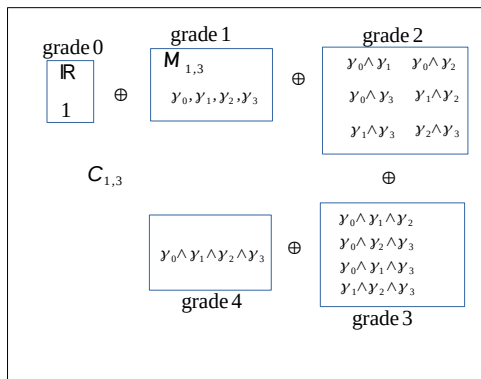 grade 0
ℝ
1
⊕
grade 1
M₁,₃
γ₀, γ₁, γ₂, γ₃
⊕
grade 2
γ₀∧γ₁ γ₀∧γ₂
γ₀∧γ₃ γ₁∧γ₂
γ₁∧γ₃ γ₂∧γ₃
C₁,₃
⊕
γ₀∧γ₁∧γ₂∧γ₃
grade 4
⊕
γ₀∧γ₁∧γ₂
γ₀∧γ₂∧γ₃
γ₀∧γ₁∧γ₃
γ₁∧γ₂∧γ₃
grade 3